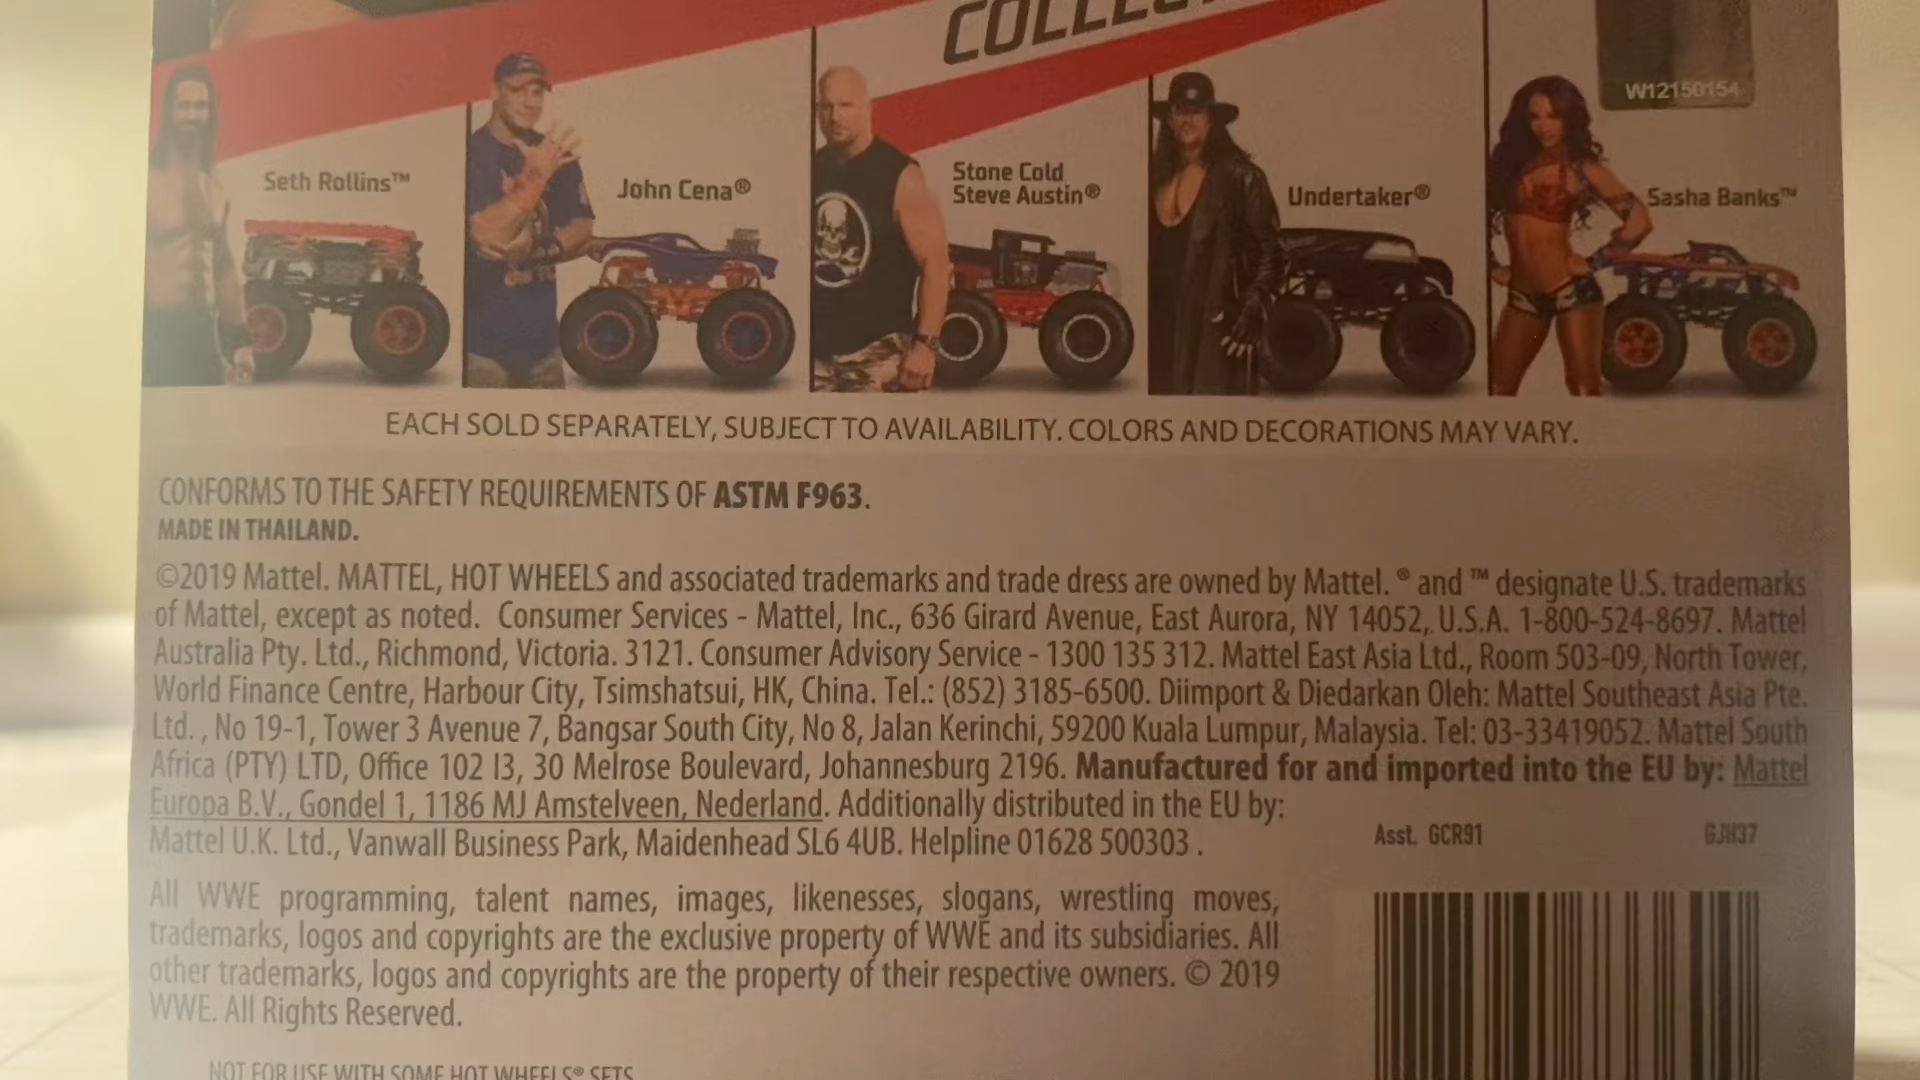 W12150154
Seth Rollins™
John Cena®
Stone Cold
Steve Austin®
Undertaker®
Sasha Banks™
EACH SOLD SEPARATELY, SUBJECT TO AVAILABILITY. COLORS AND DECORATIONS MAY VARY.
CONFORMS TO THE SAFETY REQUIREMENTS OF ASTM F963.
MADE IN THAILAND.
©2019 Mattel. MATTEL, HOT WHEELS and associated trademarks and trade dress are owned by Mattel. ® and ™ designate U.S. trademarks
of Mattel, except as noted. Consumer Services - Mattel, Inc., 636 Girard Avenue, East Aurora, NY 14052, U.S.A. 1-800-524-8697. Mattel
Australia Pty. Ltd., Richmond, Victoria. 3121. Consumer Advisory Service - 1300 135 312. Mattel East Asia Ltd., Room 503-09, North Tower,
World Finance Centre, Harbour City, Tsimshatsui, HK, China. Tel.: (852) 3185-6500. Diimport & Diedarkan Oleh: Mattel Southeast Asia Pte.
Ltd. , No 19-1, Tower 3 Avenue 7, Bangsar South City, No 8, Jalan Kerinchi, 59200 Kuala Lumpur, Malaysia. Tel: 03-33419052. Mattel South
Africa (PTY) LTD, Office 102 I3, 30 Melrose Boulevard, Johannesburg 2196. Manufactured for and imported into the EU by: Mattel
Europa B.V., Gondel 1, 1186 MJ Amstelveen, Nederland. Additionally distributed in the EU by:
Mattel U.K. Ltd., Vanwall Business Park, Maidenhead SL6 4UB. Helpline 01628 500303 .
Asst. GCR91
GJH37
All WWE programming, talent names, images, likenesses, slogans, wrestling moves,
trademarks, logos and copyrights are the exclusive property of WWE and its subsidiaries. All
other trademarks, logos and copyrights are the property of their respective owners. © 2019
WWE. All Rights Reserved.
NOT FOR USE WITH SOME HOT WHEELS® SETS